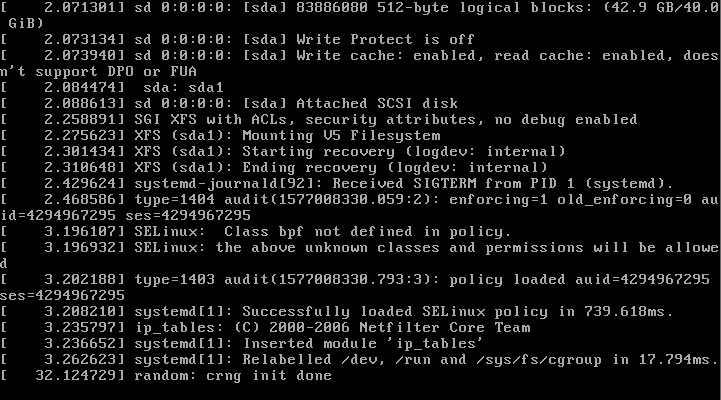 [    2.071301] sd 0:0:0:0: [sda] 83886080 512-byte logical blocks: (42.9 GB/40.0
 GiB)
[    2.073134] sd 0:0:0:0: [sda] Write Protect is off
[    2.073940] sd 0:0:0:0: [sda] Write cache: enabled, read cache: enabled, does
n't support DPO or FUA
[    2.084474]  sda: sda1
[    2.088613] sd 0:0:0:0: [sda] Attached SCSI disk
[    2.258891] SGI XFS with ACLs, security attributes, no debug enabled
[    2.275623] XFS (sda1): Mounting V5 Filesystem
[    2.301434] XFS (sda1): Starting recovery (logdev: internal)
[    2.310648] XFS (sda1): Ending recovery (logdev: internal)
[    2.429624] systemd-journald[92]: Received SIGTERM from PID 1 (systemd).
[    2.468586] type=1404 audit(1577008330.059:2): enforcing=1 old_enforcing=0 au
id=4294967295 ses=4294967295
[    3.196107] SELinux:  Class bpf not defined in policy.
[    3.196932] SELinux: the above unknown classes and permissions will be allowe
d
[    3.202188] type=1403 audit(1577008330.793:3): policy loaded auid=4294967295 
ses=4294967295
[    3.208210] systemd[1]: Successfully loaded SELinux policy in 739.618ms.
[    3.235797] ip_tables: (C) 2000-2006 Netfilter Core Team
[    3.236652] systemd[1]: Inserted module 'ip_tables'
[    3.262623] systemd[1]: Relabelled /dev, /run and /sys/fs/cgroup in 17.794ms.
[   32.124729] random: crng init done